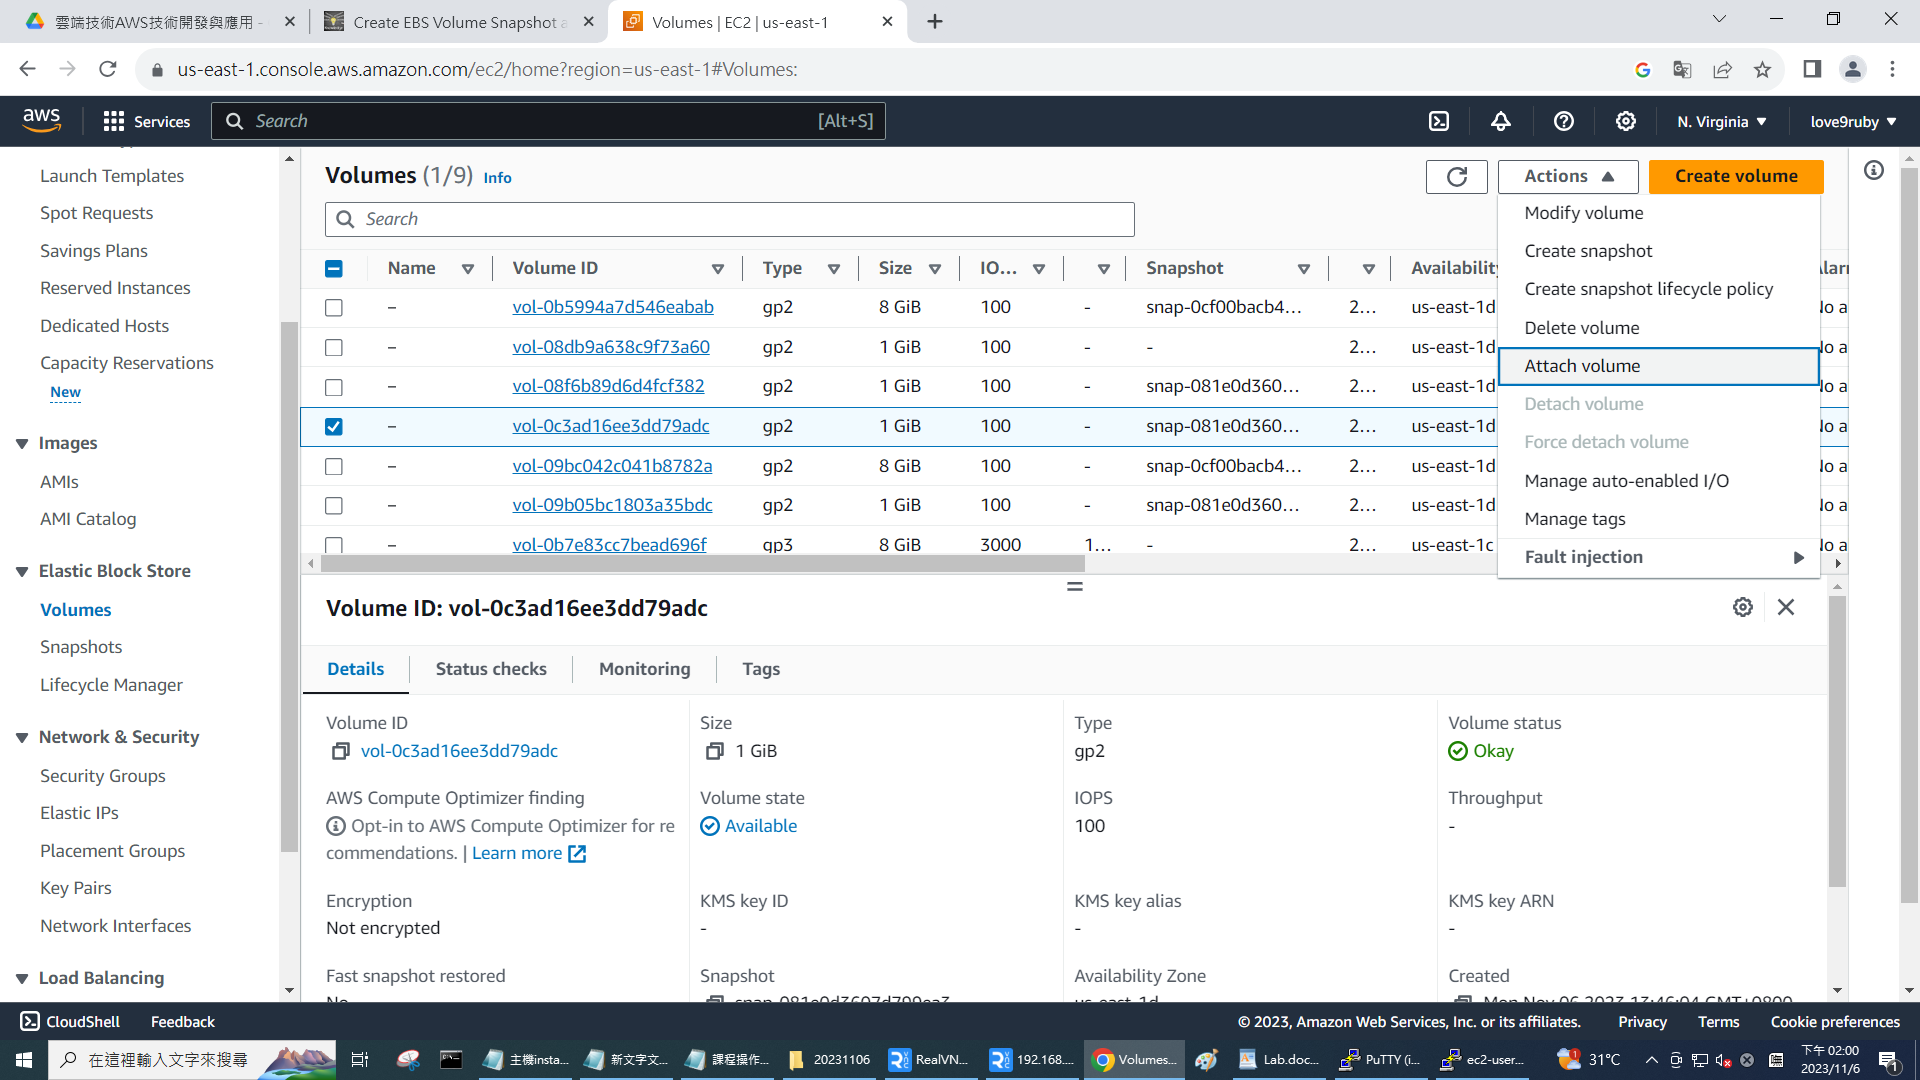 雲端技術AWS技術開發與應用 -
Create EBS Volume Snapshot a
Volumes | EC2 | us-east-1
us-east-1.console.aws.amazon.com/ec2/home?region=us-east-1#Volumes:
aws
Services
Search
[Alt+S]
N. Virginia
love9ruby
Launch Templates
Spot Requests
Savings Plans
Reserved Instances
Dedicated Hosts
Capacity Reservations
New
Images
AMIs
AMI Catalog
Elastic Block Store
Volumes
Snapshots
Lifecycle Manager
Network & Security
Security Groups
Elastic IPs
Placement Groups
Key Pairs
Network Interfaces
Load Balancing
Volumes (1/9) Info
Actions
Create volume
Search
Name Volume ID Type Size IO... Snapshot Availability Alarn
– vol-0b5994a7d546eabab gp2 8 GiB 100 - snap-0cf00bacb4... 2... us-east-1d No a
– vol-08db9a638c9f73a60 gp2 1 GiB 100 - - 2... us-east-1d No a
– vol-08f6b89d6d4fcf382 gp2 1 GiB 100 - snap-081e0d360... 2... us-east-1d No a
– vol-0c3ad16ee3dd79adc gp2 1 GiB 100 - snap-081e0d360... 2... us-east-1d No a
– vol-09bc042c041b8782a gp2 8 GiB 100 - snap-0cf00bacb4... 2... us-east-1d No a
– vol-09b05bc1803a35bdc gp2 1 GiB 100 - snap-081e0d360... 2... us-east-1d No a
– vol-0b7e83cc7bead696f gp3 8 GiB 3000 1... - 2... us-east-1c No a
Modify volume
Create snapshot
Create snapshot lifecycle policy
Delete volume
Attach volume
Detach volume
Force detach volume
Manage auto-enabled I/O
Manage tags
Fault injection
Volume ID: vol-0c3ad16ee3dd79adc
Details
Status checks
Monitoring
Tags
Volume ID
vol-0c3ad16ee3dd79adc
Size
1 GiB
Type
gp2
Volume status
Okay
AWS Compute Optimizer finding
Opt-in to AWS Compute Optimizer for re
commendations. | Learn more
Volume state
Available
IOPS
100
Throughput
-
Encryption
Not encrypted
KMS key ID
-
KMS key alias
-
KMS key ARN
-
Fast snapshot restored
No
Snapshot
snap-081e0d3607d799ea3
Availability Zone
us-east-1d
Created
Mon Nov 06 2023 13:46:04 GMT+0800
CloudShell
Feedback
© 2023, Amazon Web Services, Inc. or its affiliates.
Privacy
Terms
Cookie preferences
在這裡輸入文字來搜尋
主機insta...
新文字文...
課程操作...
20231106
RealVN...
192.168....
Volumes...
Lab.doc...
PuTTY (i...
ec2-user...
1
31°C
下午 02:00
2023/11/6
1